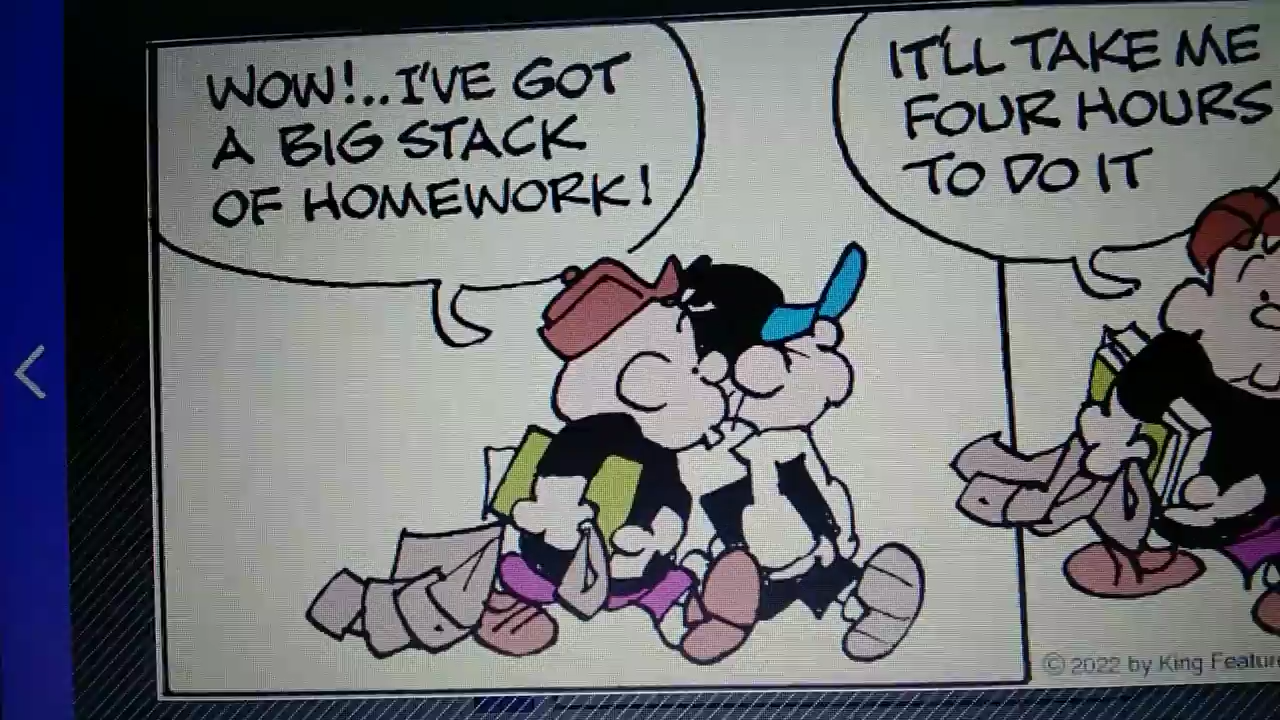 WOW!..I'VE GOT
A BIG STACK
OF HOMEWORK!
IT'LL TAKE ME
FOUR HOURS
TO DO IT
© 2022 by King Featur